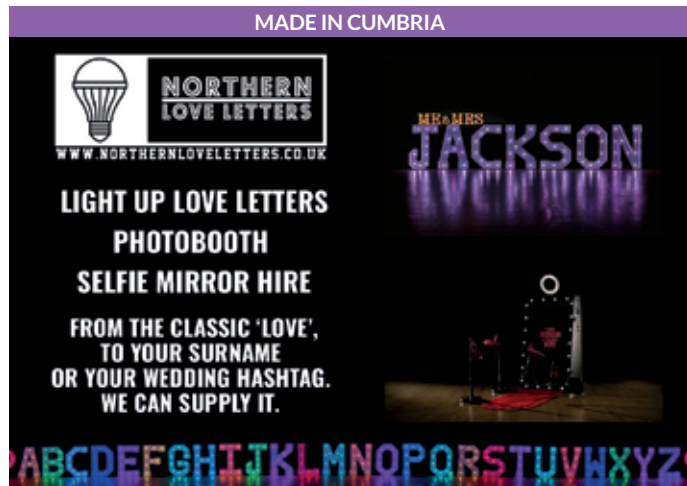 MADE IN CUMBRIA
NORTHERN
LOVE LETTERS
WWW.NORTHERNLOVELETTERS.CO.UK
LIGHT UP LOVE LETTERS
PHOTOBOOTH
SELFIE MIRROR HIRE
FROM THE CLASSIC ‘LOVE’,
TO YOUR SURNAME
OR YOUR WEDDING HASHTAG.
WE CAN SUPPLY IT.
MR&MRS
JACKSON
ABCDEFGHIJKLMNOPQRSTUVWXYZ